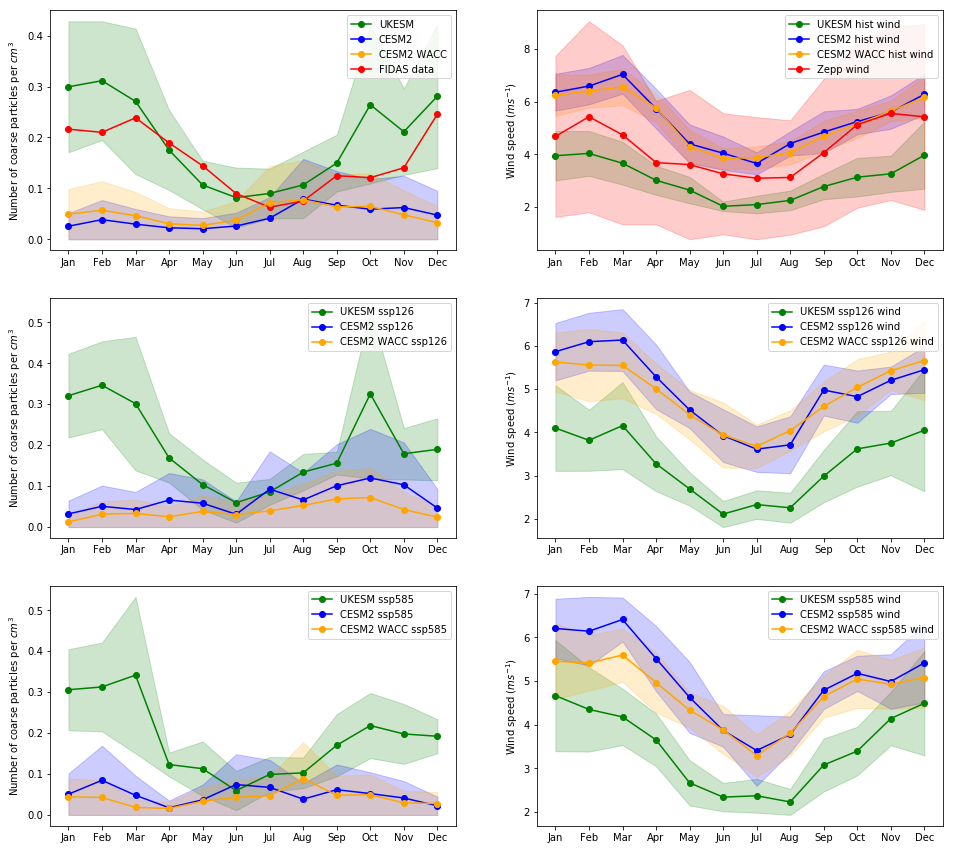 Number of coarse particles per cm³
0.4
0.3
0.2
0.1
0.0
UKESM
CESM2
CESM2 WACC
FIDAS data
Jan Feb Mar Apr May Jun Jul Aug Sep Oct Nov Dec
Wind speed (ms⁻¹)
8
6
4
2
UKESM hist wind
CESM2 hist wind
CESM2 WACC hist wind
Zepp wind
Jan Feb Mar Apr May Jun Jul Aug Sep Oct Nov Dec
Number of coarse particles per cm³
0.5
0.4
0.3
0.2
0.1
0.0
UKESM ssp126
CESM2 ssp126
CESM2 WACC ssp126
Jan Feb Mar Apr May Jun Jul Aug Sep Oct Nov Dec
Wind speed (ms⁻¹)
7
6
5
4
3
2
UKESM ssp126 wind
CESM2 ssp126 wind
CESM2 WACC ssp126 wind
Jan Feb Mar Apr May Jun Jul Aug Sep Oct Nov Dec
Number of coarse particles per cm³
0.5
0.4
0.3
0.2
0.1
0.0
UKESM ssp585
CESM2 ssp585
CESM2 WACC ssp585
Jan Feb Mar Apr May Jun Jul Aug Sep Oct Nov Dec
Wind speed (ms⁻¹)
7
6
5
4
3
2
UKESM ssp585 wind
CESM2 ssp585 wind
CESM2 WACC ssp585 wind
Jan Feb Mar Apr May Jun Jul Aug Sep Oct Nov Dec